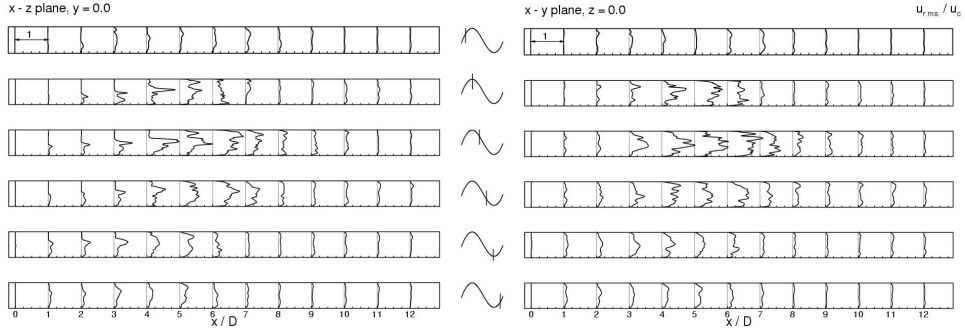 x - z plane, y = 0.0
x - y plane, z = 0.0
u r.m.s. / u c
1
1
0 1 2 3 4 5 6 7 8 9 10 11 12
x / D
0 1 2 3 4 5 6 7 8 9 10 11 12
x / D